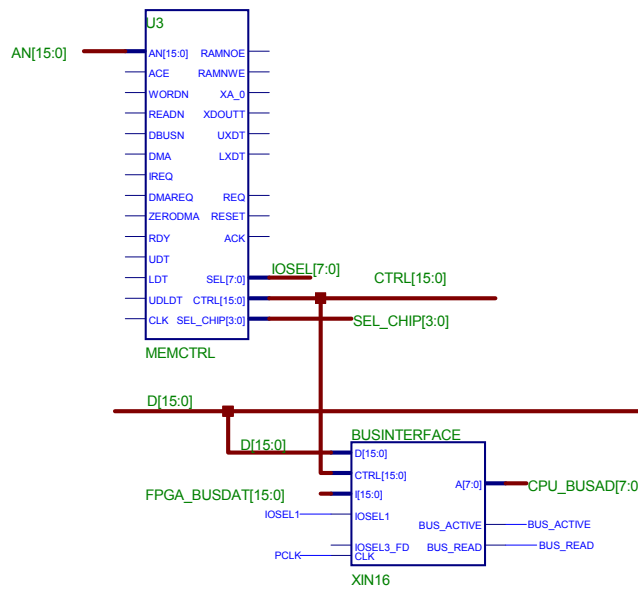 U3
AN[15:0]
AN[15:0] RAMNOE
ACE RAMNWE
WORDN XA_0
READN XDOUTT
DBUSN UXDT
DMA LXDT
IREQ
DMAREQ REQ
ZERODMA RESET
RDY ACK
UDT
IOSEL[7:0]
LDT SEL[7:0]
CTRL[15:0]
UDLDT CTRL[15:0]
CLK SEL_CHIP[3:0]
SEL_CHIP[3:0]
MEMCTRL
D[15:0]
BUSINTERFACE
D[15:0]
D[15:0]
CTRL[15:0]
A[7:0]
CPU_BUSAD[7:0
FPGA_BUSDAT[15:0]
I[15:0]
IOSEL1
IOSEL1
BUS_ACTIVE
BUS_ACTIVE
IOSEL3_FD
BUS_READ
BUS_READ
PCLK
CLK
XIN16